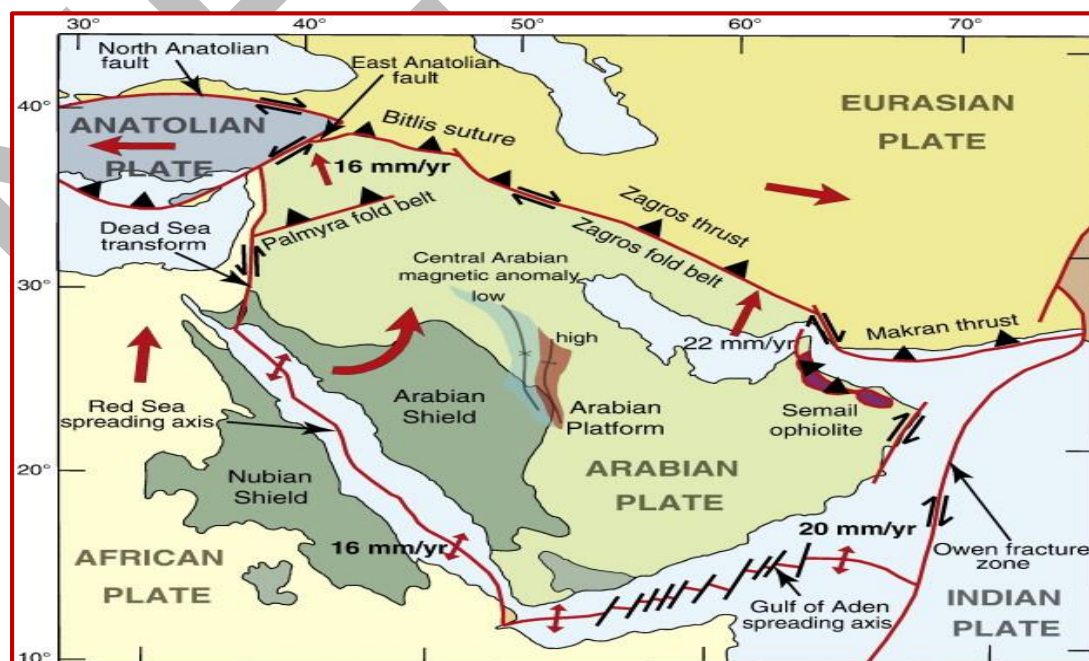 30°
40°
50°
60°
70°
North Anatolian
fault
East Anatolian
fault
40°
ANATOLIAN
PLATE
Bitlis suture
EURASIAN
PLATE
16 mm/yr
Dead Sea
transform
Palmyra fold belt
Zagros thrust
Zagros fold belt
Central Arabian
magnetic anomaly
low
high
30°
22 mm/yr
Makran thrust
Red Sea
spreading axis
Arabian
Shield
Arabian
Platform
Semail
ophiolite
20°
Nubian
Shield
ARABIAN
PLATE
AFRICAN
PLATE
16 mm/yr
20 mm/yr
Owen fracture
zone
Gulf of Aden
spreading axis
INDIAN
PLATE
10°